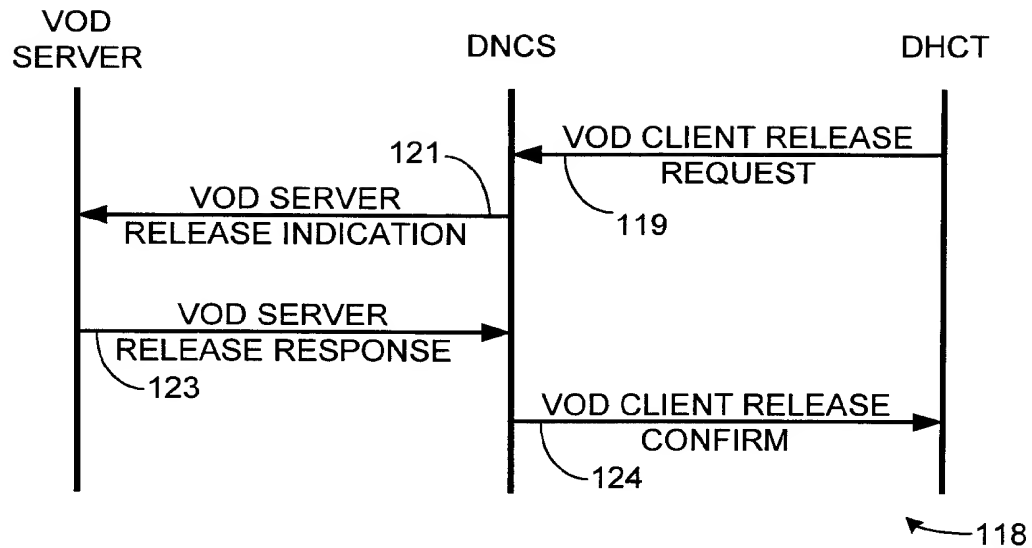 VOD
SERVER
DNCS
DHCT
VOD CLIENT RELEASE
REQUEST
119
121
VOD SERVER
RELEASE INDICATION
VOD SERVER
RELEASE RESPONSE
123
VOD CLIENT RELEASE
CONFIRM
124
118